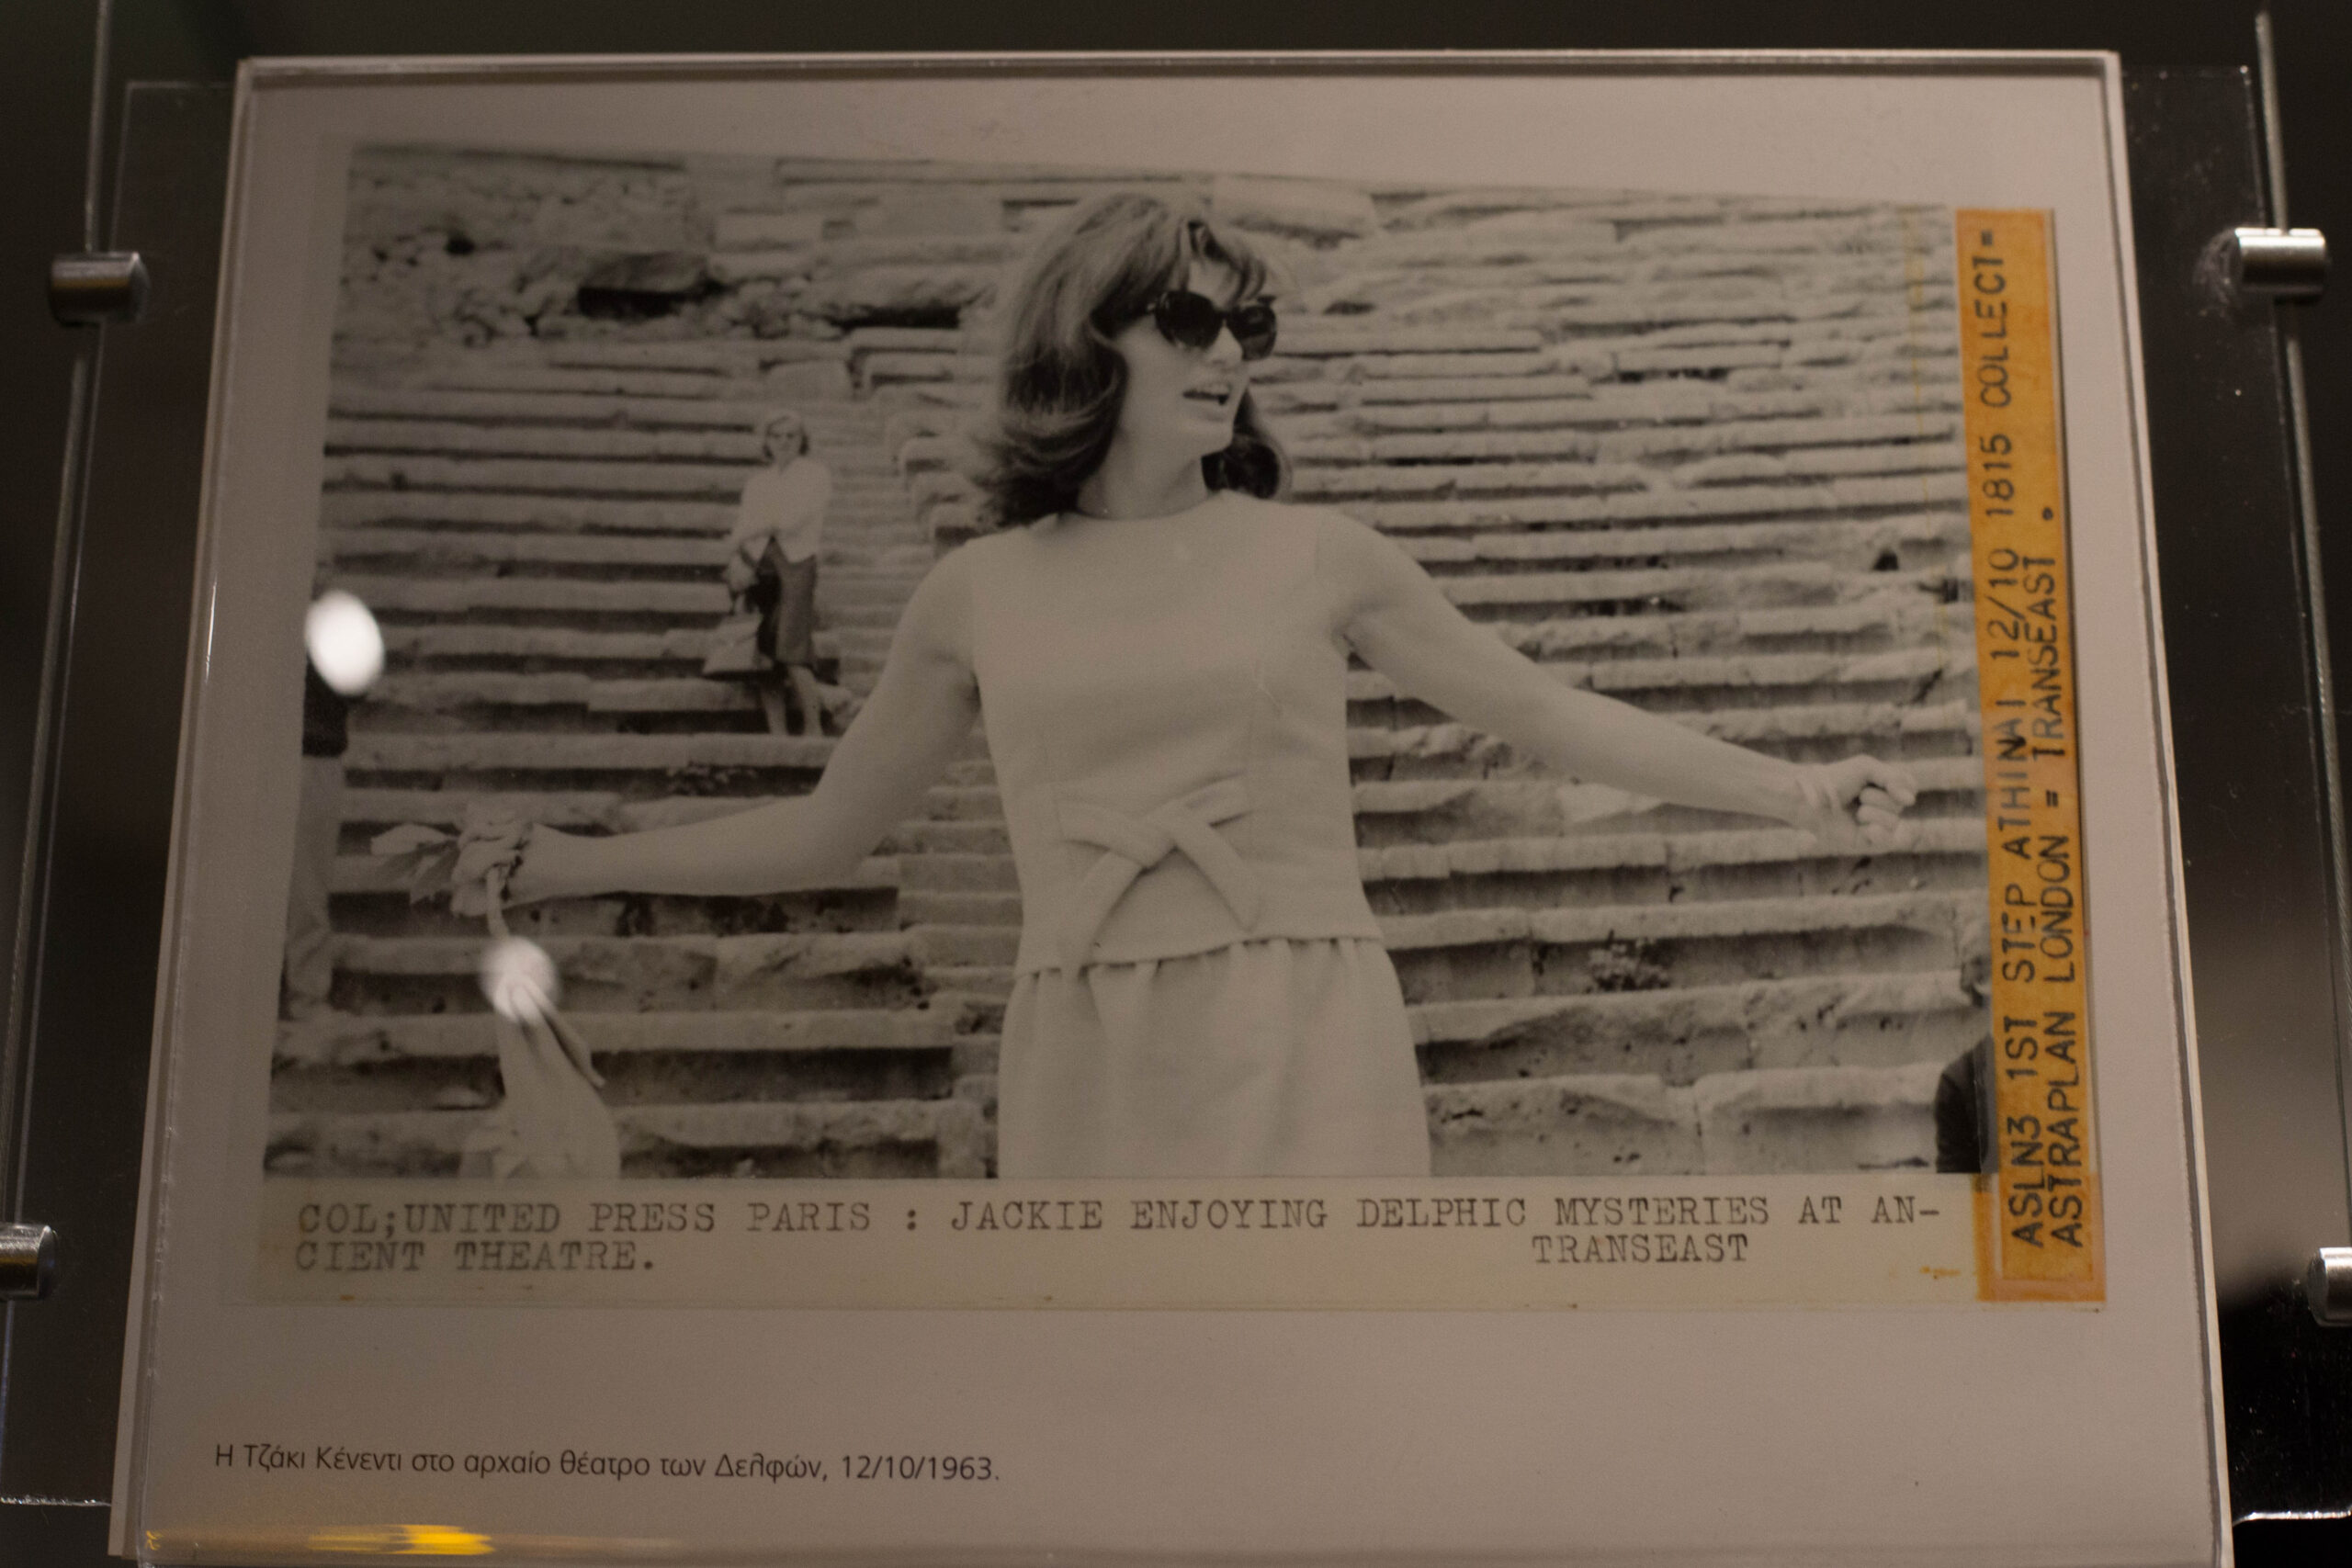 COL;UNITED PRESS PARIS : JACKIE ENJOYING DELPHIC MYSTERIES AT AN-
CIENT THEATRE.
TRANSEAST
ASLN3 1ST STEP ATHINAI 12/10 1815 COLLECT=
ASTRAPLAN LONDON = TRANSEAST .
Η Τζάκι Κένεντι στο αρχαίο θέατρο των Δελφών, 12/10/1963.